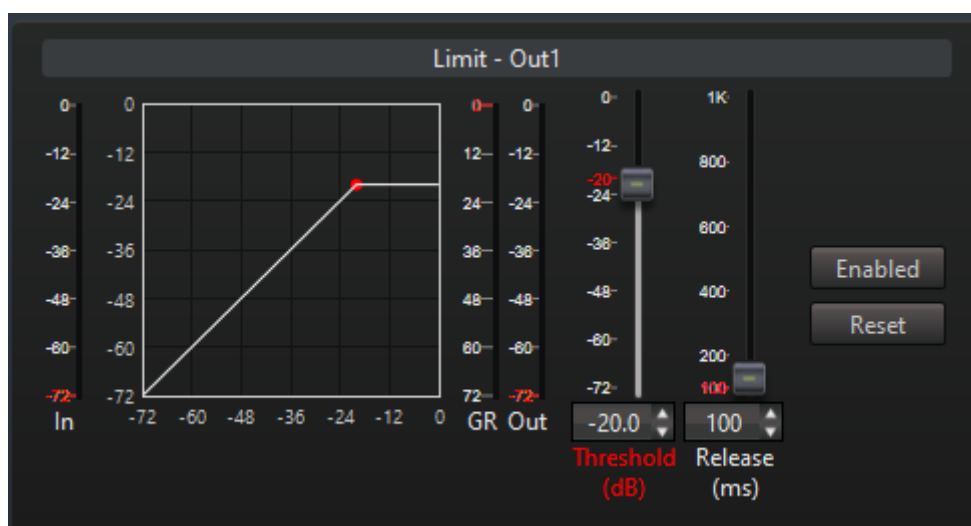 Limit - Out1
0 0 0 0 0 1K
-12 -12 12 -12 -12 800
-20
-24 -24 24 -24 -24
-36 -36 36 -36 -36 600
-48 -48 48 -48 -48 400
-60 -60 60 -60 -60 200
-72 -72 72 -72 -72 100
-72 -60 -48 -36 -24 -12 0
In GR Out -20.0 100
Threshold
(dB)
Release
(ms)
Enabled
Reset